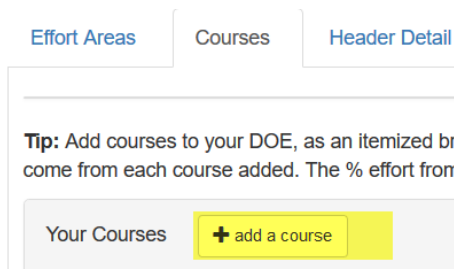 Effort Areas Courses Header Detail
Tip: Add courses to your DOE, as an itemized
come from each course added. The % effort from
Your Courses + add a course